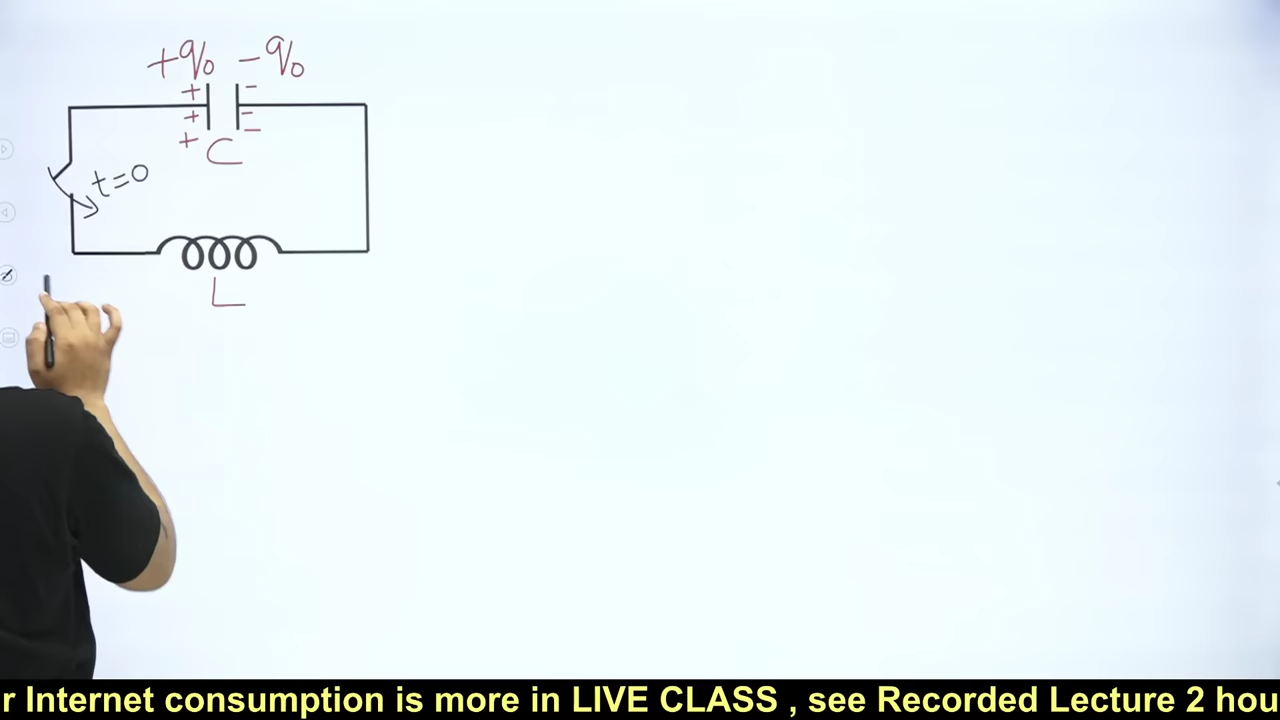 +q₀ -q₀
+ -
+ -
+ -
C
t=0
L
r Internet consumption is more in LIVE CLASS , see Recorded Lecture 2 hou